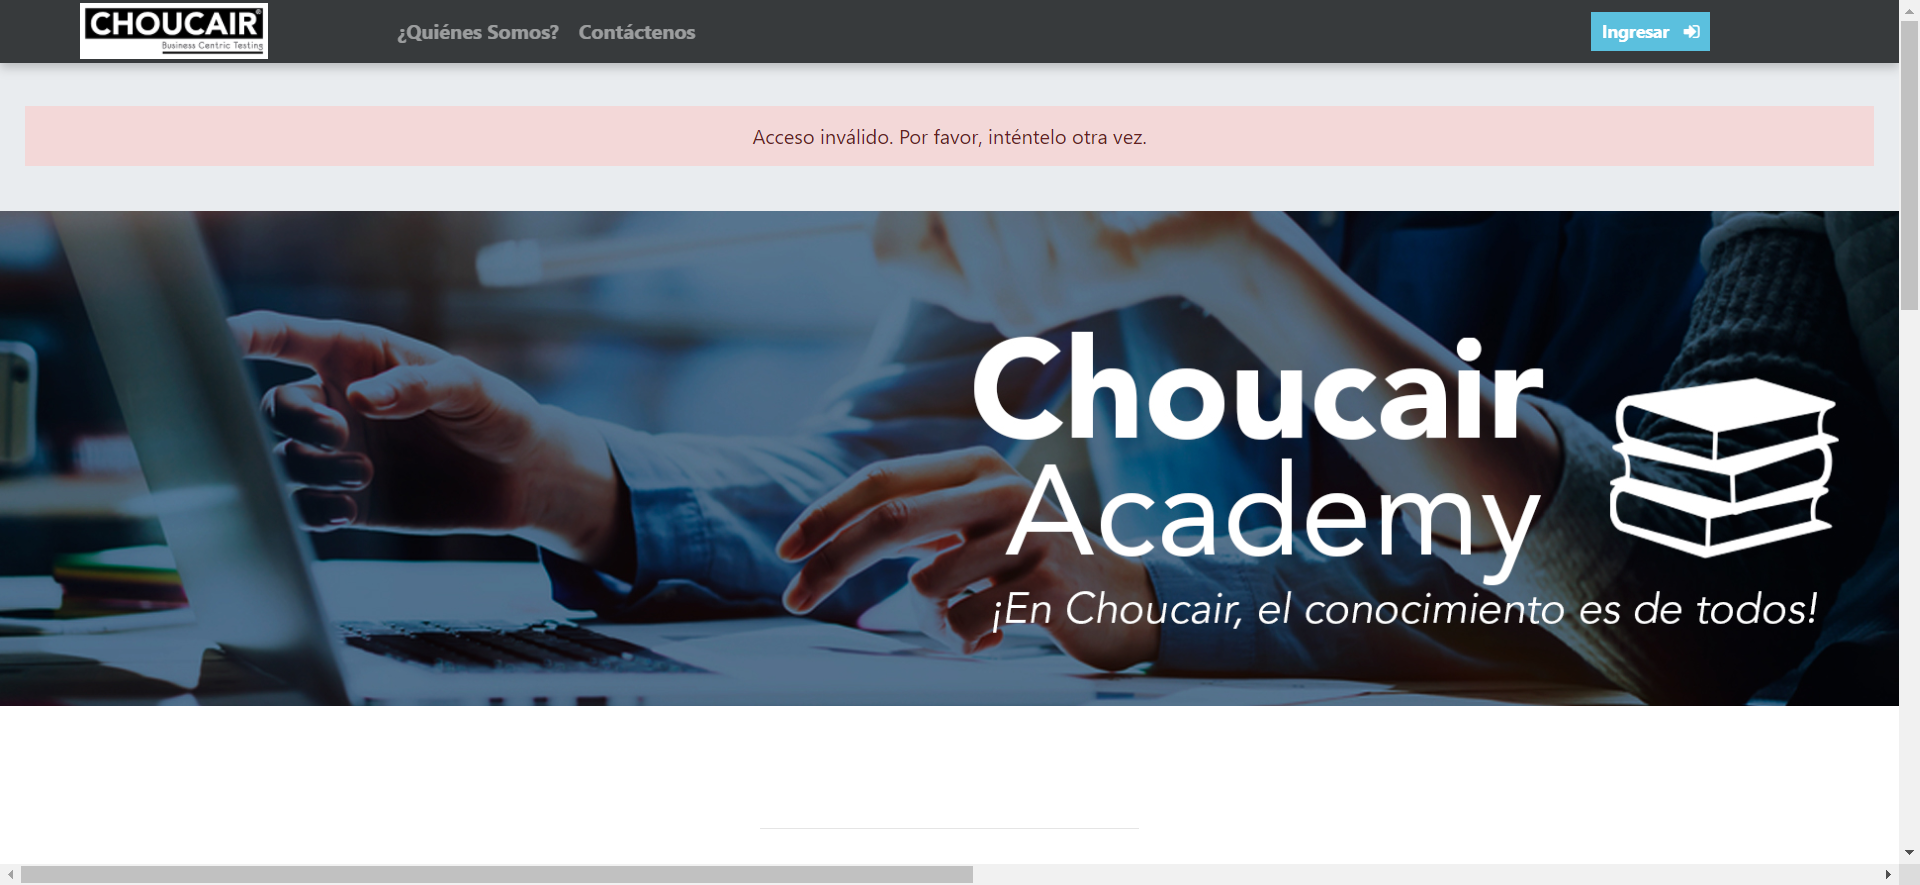 CHOUCAIR®
Business Centric Testing
¿Quiénes Somos?
Contáctenos
Ingresar
Acceso inválido. Por favor, inténtelo otra vez.
Choucair
Academy
¡En Choucair, el conocimiento es de todos!